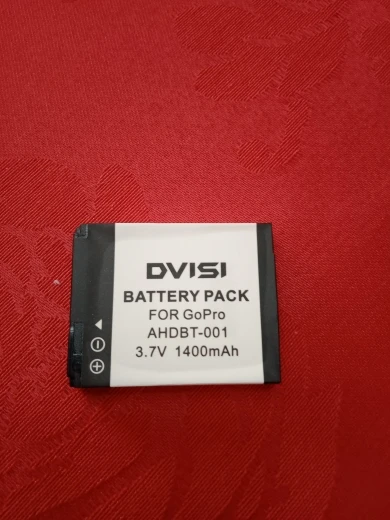 DVISI
BATTERY PACK
FOR GoPro
AHDBT-001
3.7V 1400mAh